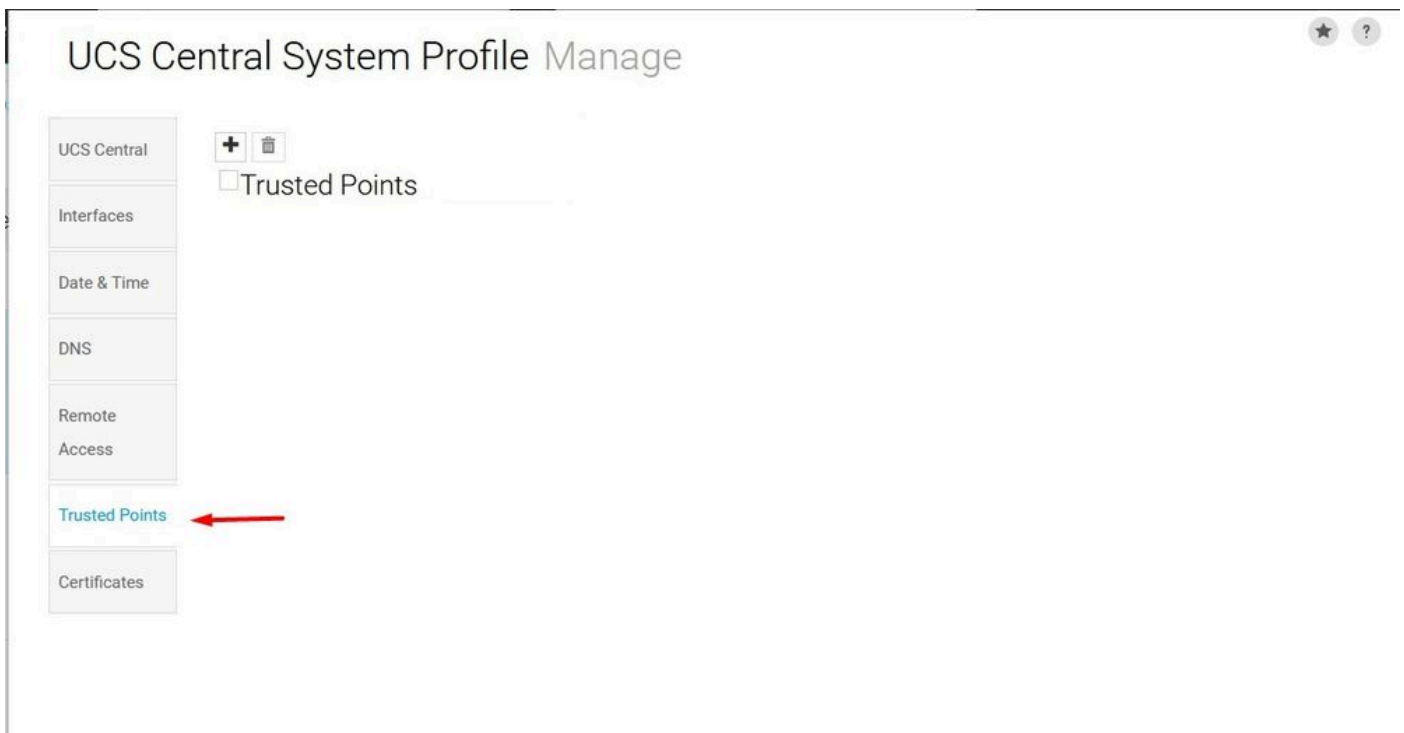 UCS Central System Profile Manage
?
UCS Central
Trusted Points
Interfaces
Date & Time
DNS
Remote
Access
Trusted Points
Certificates